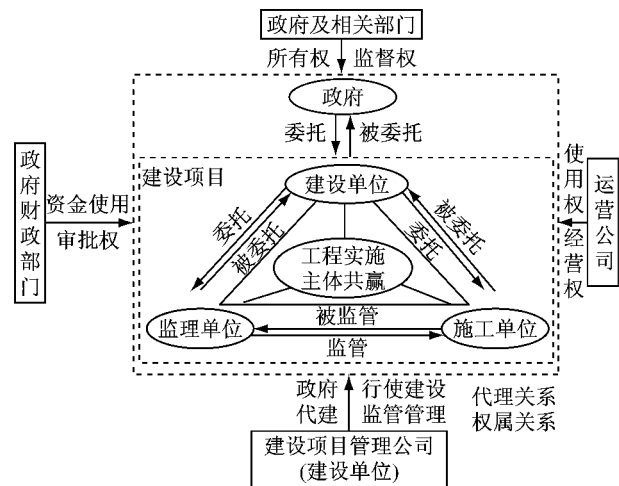 政府及相关部门
所有权 监督权
政府
委托 被委托
建设项目
建设单位
政府财政部门
资金使用
审批权
使用权
经营权
运营公司
委托
被委托
被委托
委托
工程实施
主体共赢
监理单位
被监管
监管
施工单位
政府
代建
行使建设
监管管理
代理关系
权属关系
建设项目管理公司
(建设单位)